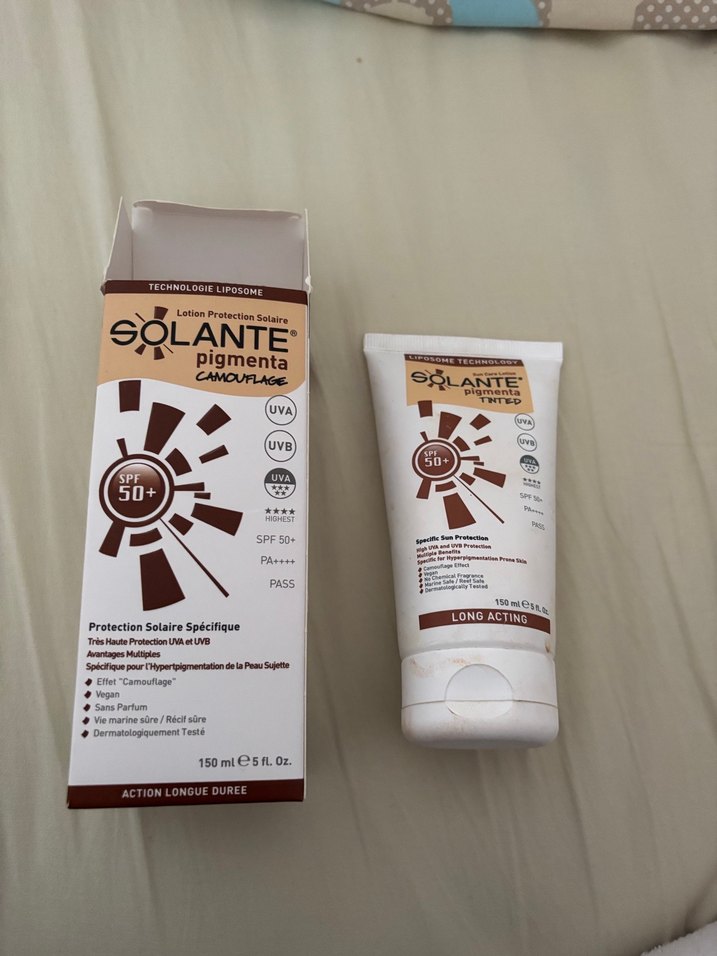 TECHNOLOGIE LIPOSOME
Lotion Protection Solaire
SOLANTE®
pigmenta
CAMOUFLAGE
UVA
UVB
UVA
★★★
★★
SPF
50+
★★★★
HIGHEST
SPF 50+
PA++++
PASS
Protection Solaire Spécifique
Très Haute Protection UVA et UVB
Avantages Multiples
Spécifique pour l'Hypertpigmentation de la Peau Sujette
Effet "Camouflage"
Vegan
Sans Parfum
Vie marine sûre / Récif sûre
Dermatologiquement Testé
150 ml ℮ 5 fl. Oz.
ACTION LONGUE DUREE
LIPOSOME TECHNOLOGY
Sun Care Lotion
SOLANTE®
pigmenta
TINTED
UVA
UVB
UVA
★★★
★★
SPF
50+
★★★★
HIGHEST
SPF 50+
PA++++
PASS
Specific Sun Protection
High UVA and UVB Protection
Multiple Benefits
Specific for Hyperpigmentation Prone Skin
Camouflage Effect
Vegan
No Chemical Fragrance
Marine Safe / Reef Safe
Dermatologically Tested
150 ml ℮ 5 fl. Oz.
LONG ACTING